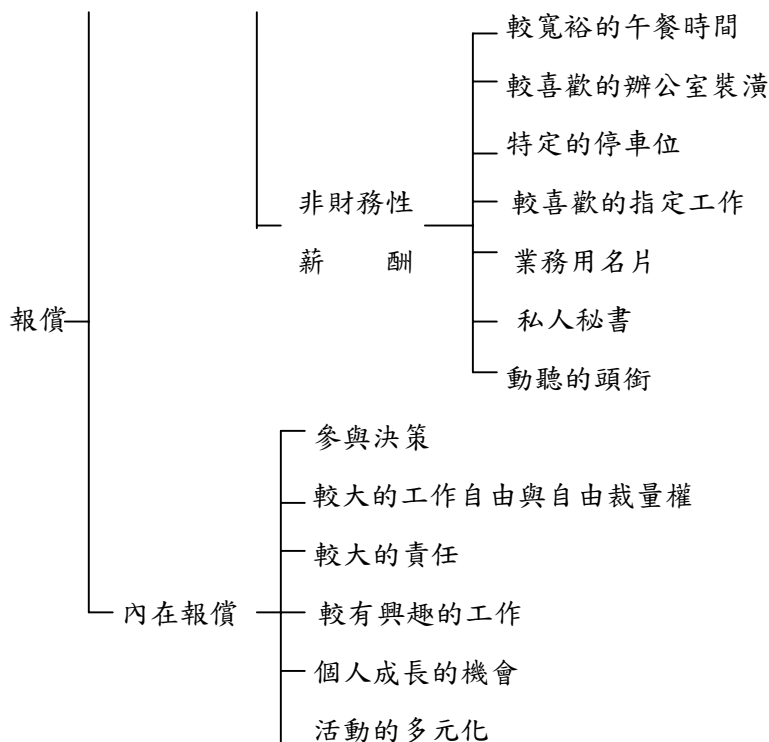 較寬裕的午餐時間
較喜歡的辦公室裝潢
特定的停車位
非財務性
較喜歡的指定工作
薪 酬
業務用名片
報償
私人秘書
動聽的頭銜
參與決策
較大的工作自由與自由裁量權
較大的責任
內在報償
較有興趣的工作
個人成長的機會
活動的多元化